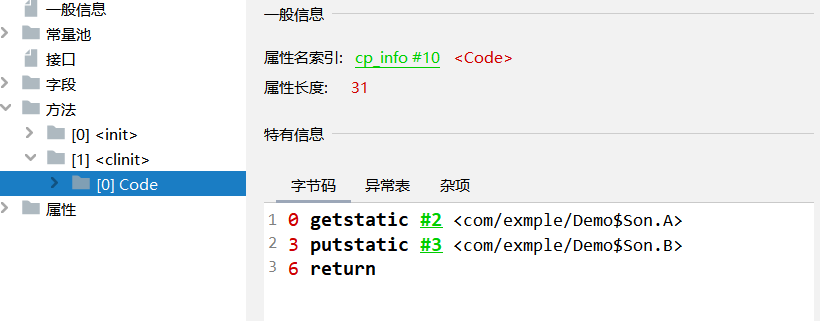 一般信息
常量池
接口
字段
方法
[0] <init>
[1] <clinit>
[0] Code
属性
一般信息
属性名索引: cp_info #10 <Code>
属性长度: 31
特有信息
字节码 异常表 杂项
1 0 getstatic #2 <com/exmple/Demo$Son.A>
2 3 putstatic #3 <com/exmple/Demo$Son.B>
3 6 return